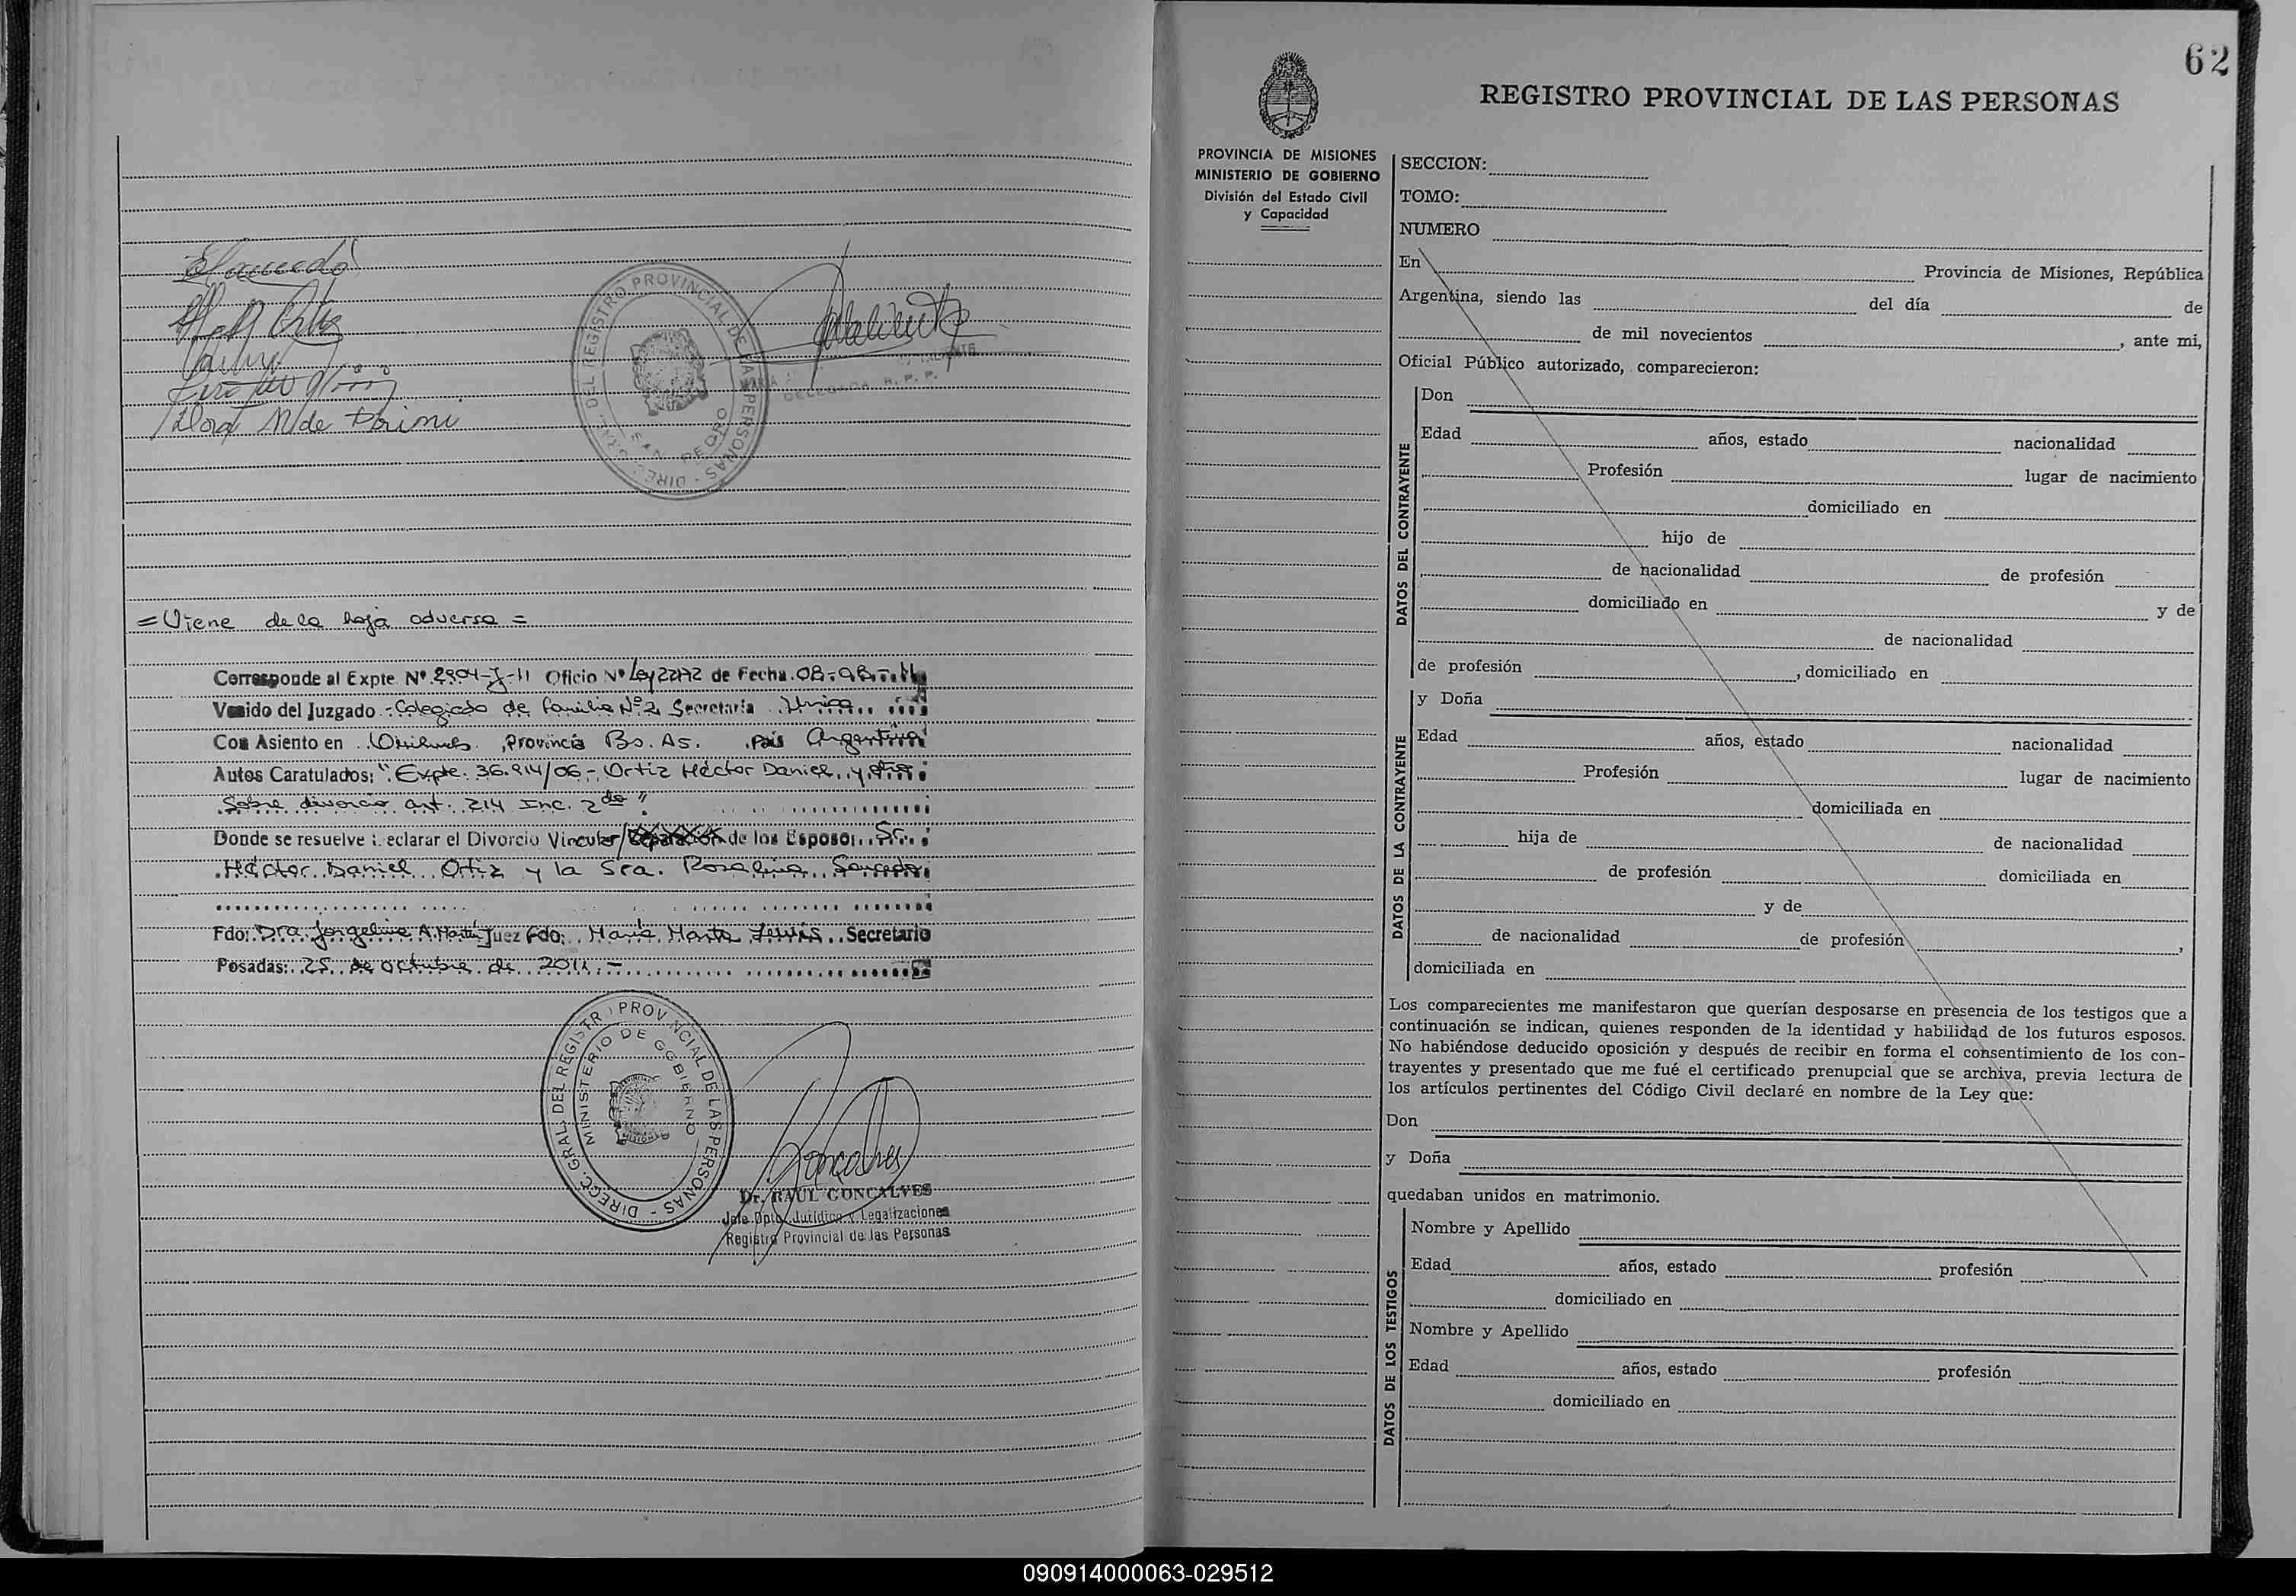 = Viene de la hoja adversa =
Corresponde al Expte. Nº 2904-J-11 Oficio Nº Ley 22172 de Fecha 08-08-11
Venido del Juzgado - Colegiado de Familia Nº 2 Secretaría Unica
Con Asiento en Quilmes, Provincia Bs. As. País Argentina
Autos Caratulados: "Expte. 36.914/06 - Ortiz Héctor Daniel y otra
Sobre divorcio art. 214 Inc. 2do"
Donde se resuelve eclarar el Divorcio Vincular/Separación de los Esposo: Sr.
Héctor Daniel Ortiz y la Sra. Rosalina
Fdo: Dra. Jorgelina A. Martín Juez Fdo: María Marta Secretario
Posadas: 25 de octubre de 2011.-
DIRECC. GRAL. DEL REGISTRO PROVINCIAL DE LAS PERSONAS
SAN PEDRO
DELEGADA R. P. P.
DIRECC. GRAL. DEL REGISTRO PROVINCIAL DE LAS PERSONAS
MINISTERIO DE GOBIERNO
MISIONES
Dr. RAUL GONCALVES
Jefe Dpto. Jurídico y Legalizaciones
Registro Provincial de las Personas
62
REGISTRO PROVINCIAL DE LAS PERSONAS
PROVINCIA DE MISIONES
MINISTERIO DE GOBIERNO
División del Estado Civil
y Capacidad
SECCION:
TOMO:
NUMERO
En Provincia de Misiones, República
Argentina, siendo las del día de
de mil novecientos , ante mi,
Oficial Público autorizado, comparecieron:
DATOS DEL CONTRAYENTE
Don
Edad años, estado nacionalidad
Profesión lugar de nacimiento
domiciliado en
hijo de
de nacionalidad de profesión
domiciliado en y de
de nacionalidad
de profesión , domiciliado en
DATOS DE LA CONTRAYENTE
y Doña
Edad años, estado nacionalidad
Profesión lugar de nacimiento
domiciliada en
hija de de nacionalidad
de profesión domiciliada en
y de
de nacionalidad de profesión ,
domiciliada en
Los comparecientes me manifestaron que querían desposarse en presencia de los testigos que a
continuación se indican, quienes responden de la identidad y habilidad de los futuros esposos.
No habiéndose deducido oposición y después de recibir en forma el consentimiento de los con-
trayentes y presentado que me fué el certificado prenupcial que se archiva, previa lectura de
los artículos pertinentes del Código Civil declaré en nombre de la Ley que:
Don
y Doña
quedaban unidos en matrimonio.
DATOS DE LOS TESTIGOS
Nombre y Apellido
Edad años, estado profesión
domiciliado en
Nombre y Apellido
Edad años, estado profesión
domiciliado en
090914000063-029512